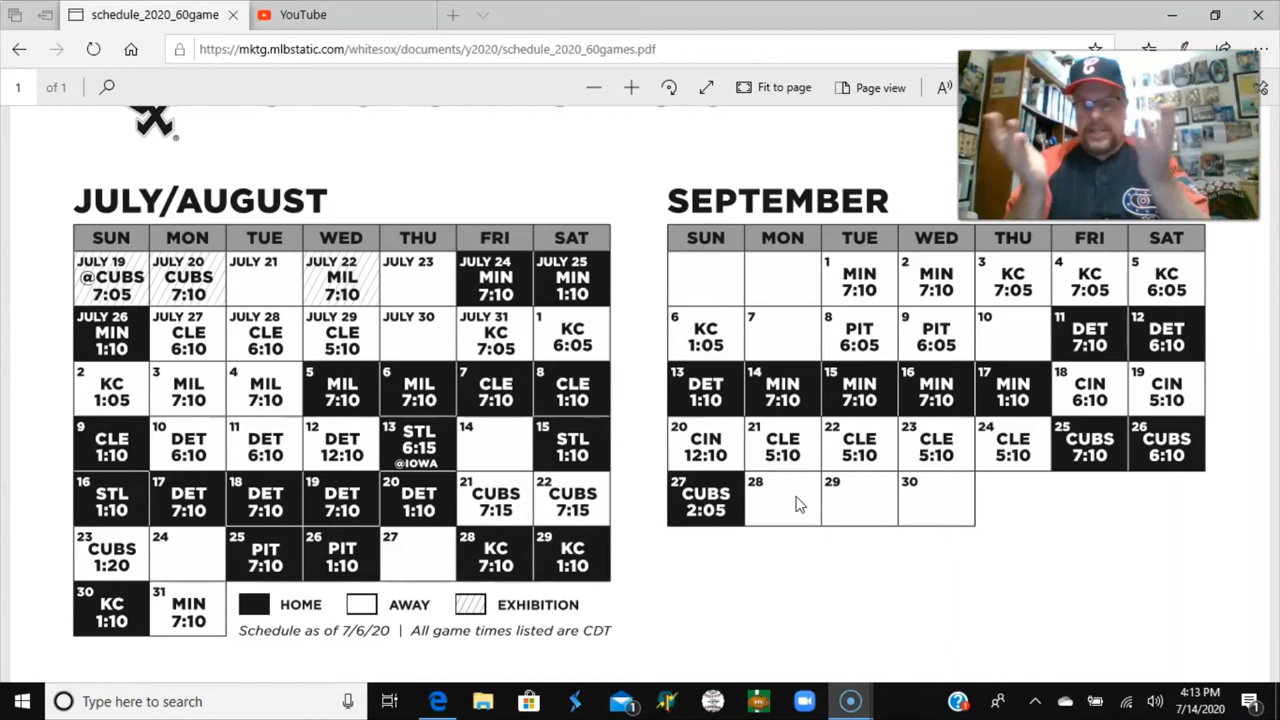 schedule_2020_60game
YouTube
https://mktg.mlbstatic.com/whitesox/documents/y2020/schedule_2020_60games.pdf
1 of 1
Fit to page
Page view
JULY/AUGUST
SUN MON TUE WED THU FRI SAT
JULY 19 @CUBS 7:05
JULY 20 CUBS 7:10
JULY 21
JULY 22 MIL 7:10
JULY 23
JULY 24 MIN 7:10
JULY 25 MIN 1:10
JULY 26 MIN 1:10
JULY 27 CLE 6:10
JULY 28 CLE 6:10
JULY 29 CLE 5:10
JULY 30
JULY 31 KC 7:05
1 KC 6:05
2 KC 1:05
3 MIL 7:10
4 MIL 7:10
5 MIL 7:10
6 MIL 7:10
7 CLE 7:10
8 CLE 1:10
9 CLE 1:10
10 DET 6:10
11 DET 6:10
12 DET 12:10
13 STL 6:15 @IOWA
14
15 STL 1:10
16 STL 1:10
17 DET 7:10
18 DET 7:10
19 DET 7:10
20 DET 1:10
21 CUBS 7:15
22 CUBS 7:15
23 CUBS 1:20
24
25 PIT 7:10
26 PIT 1:10
27
28 KC 7:10
29 KC 1:10
30 KC 1:10
31 MIN 7:10
HOME AWAY EXHIBITION
Schedule as of 7/6/20 | All game times listed are CDT
SEPTEMBER
SUN MON TUE WED THU FRI SAT
1 MIN 7:10
2 MIN 7:10
3 KC 7:05
4 KC 7:05
5 KC 6:05
6 KC 1:05
7
8 PIT 6:05
9 PIT 6:05
10
11 DET 7:10
12 DET 6:10
13 DET 1:10
14 MIN 7:10
15 MIN 7:10
16 MIN 7:10
17 MIN 1:10
18 CIN 6:10
19 CIN 5:10
20 CIN 12:10
21 CLE 5:10
22 CLE 5:10
23 CLE 5:10
24 CLE 5:10
25 CUBS 7:10
26 CUBS 6:10
27 CUBS 2:05
28
29
30
Type here to search
4:13 PM
7/14/2020